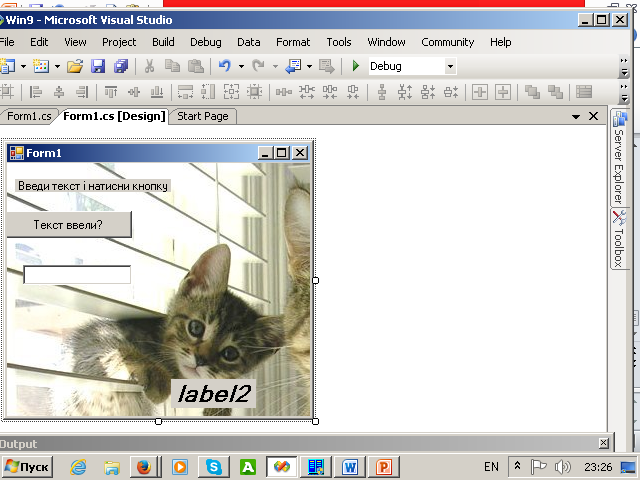 Win9 - Microsoft Visual Studio
File Edit View Project Build Debug Data Format Tools Window Community Help
Debug
Form1.cs Form1.cs [Design] Start Page
Form1
Введи текст і натисни кнопку
Текст ввели?
label2
Server Explorer
Toolbox
Output
Пуск
EN 23:26